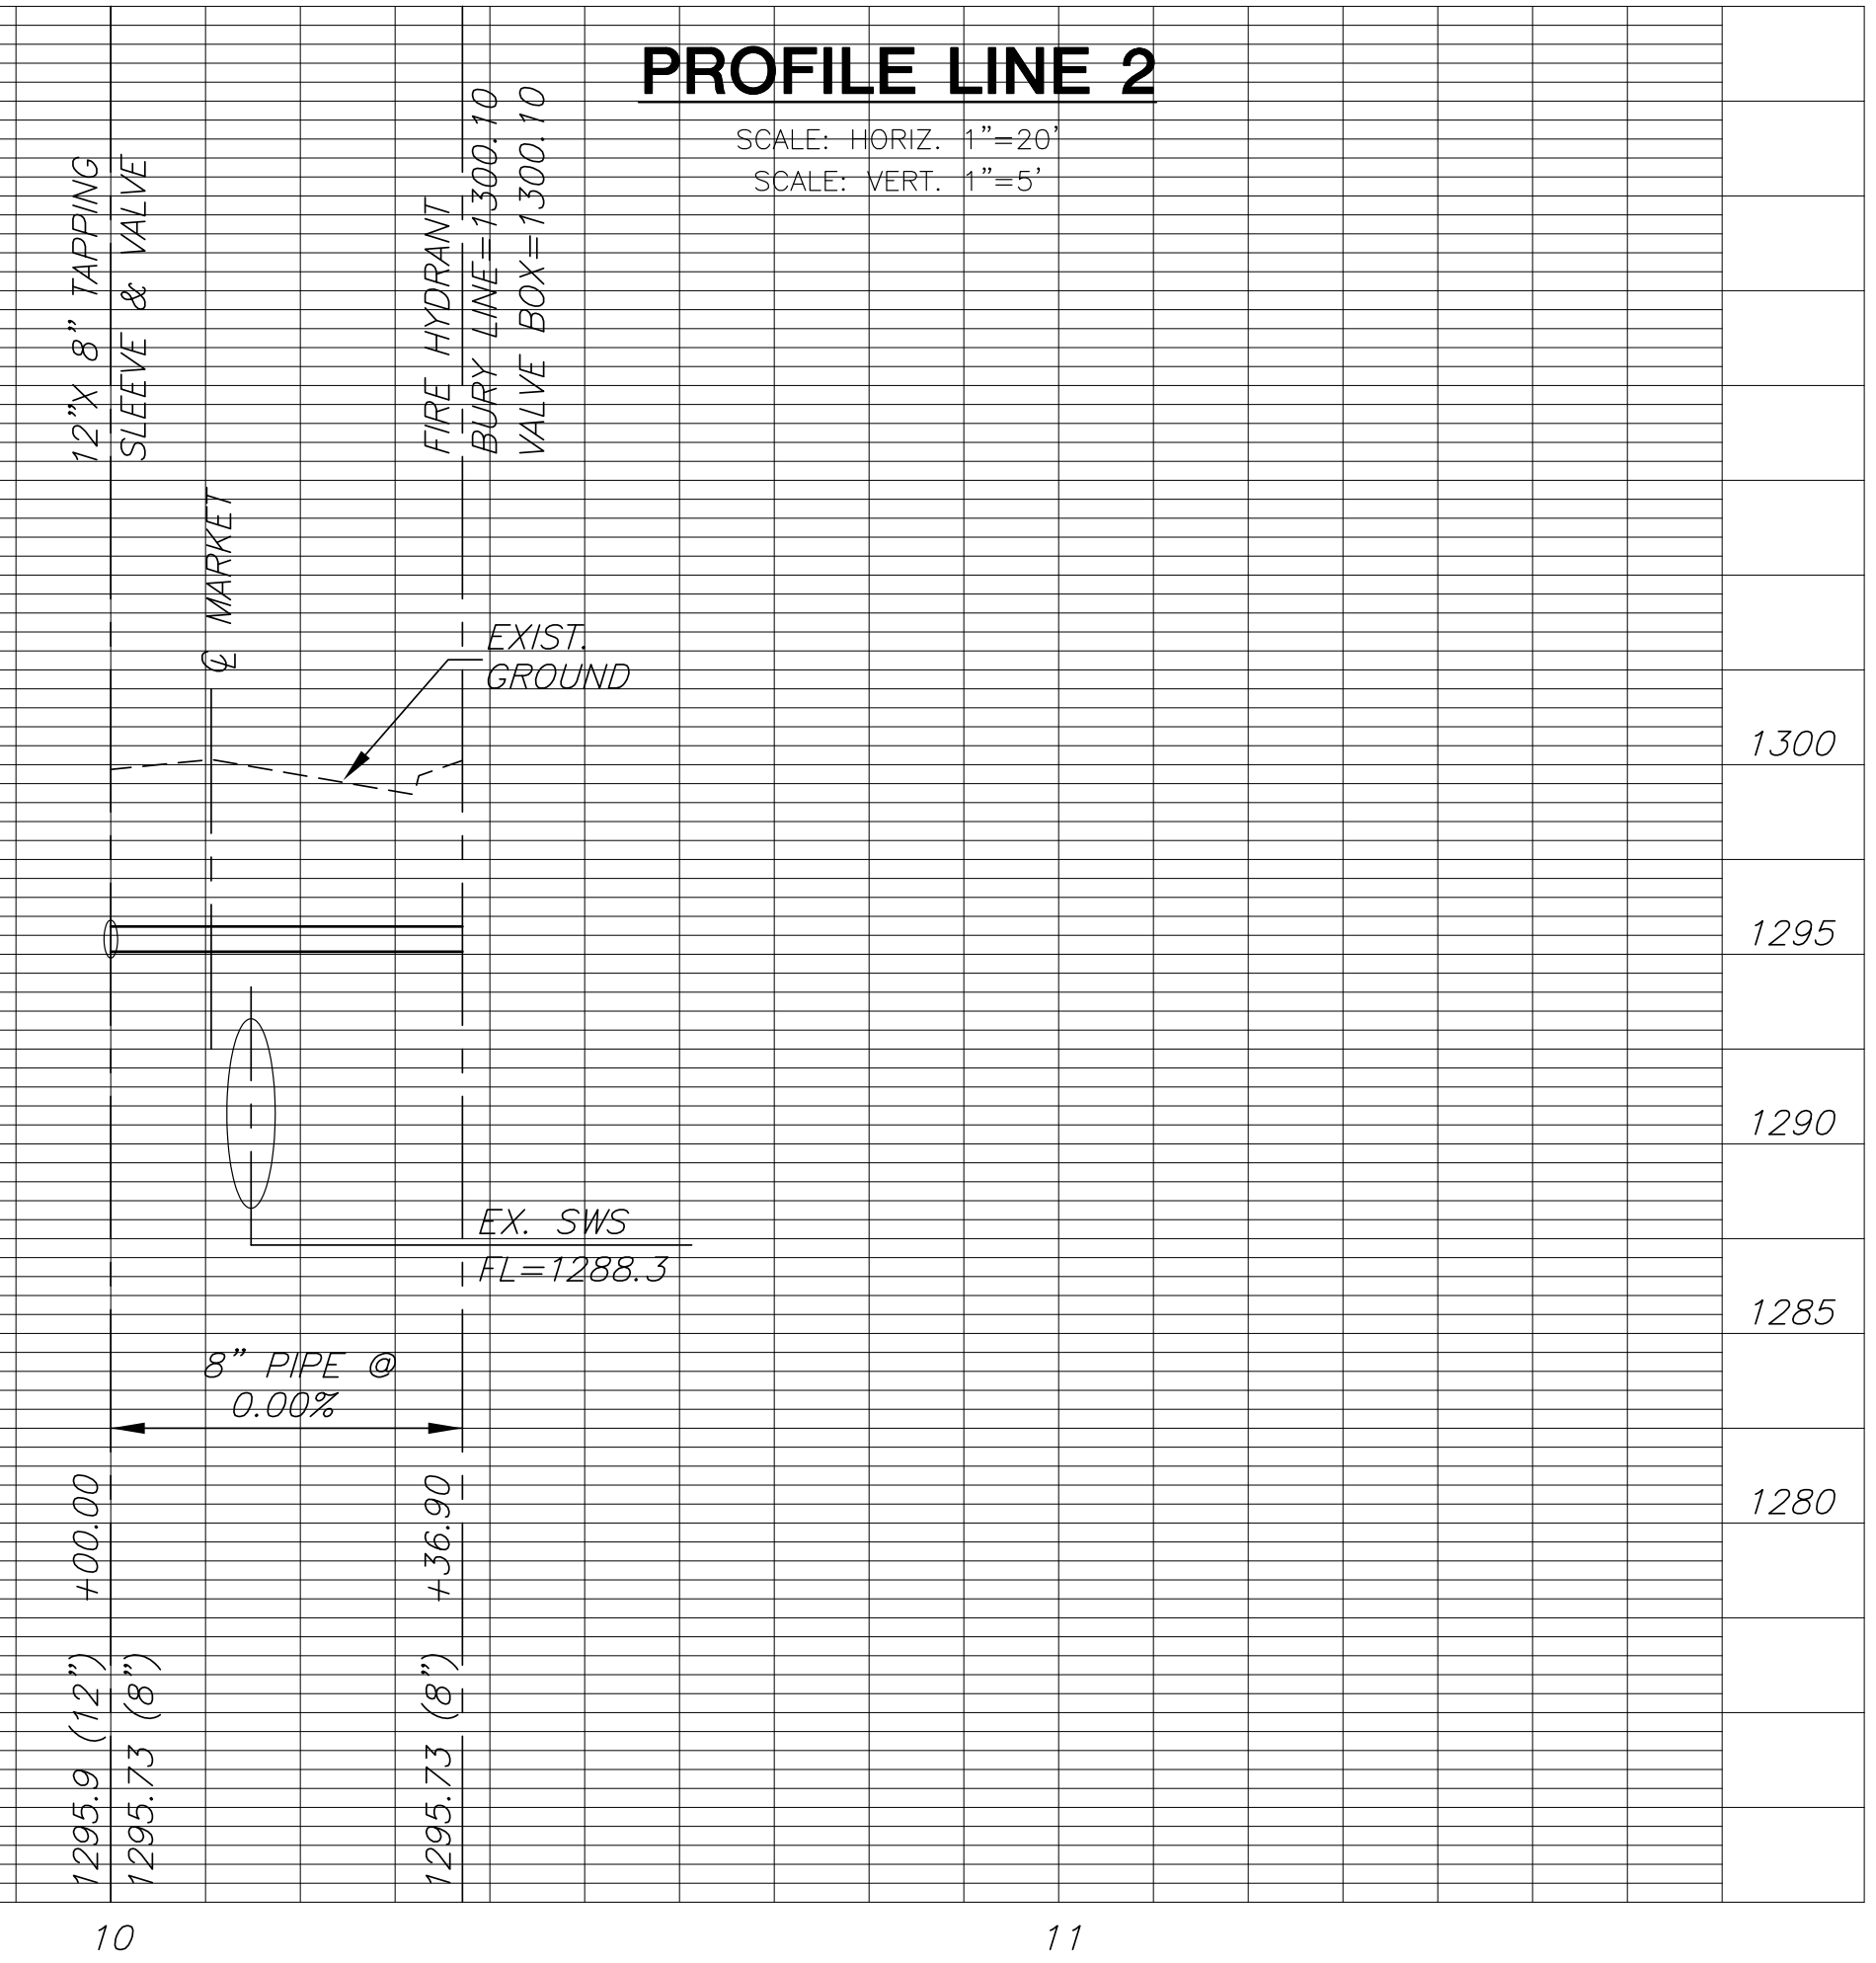 PROFILE LINE 2
SCALE: HORIZ. 1"=20'
SCALE: VERT. 1"=5'
12"X 8" TAPPING
SLEEVE & VALVE
FIRE HYDRANT
BURY LINE=1300.10
VALVE BOX=1300.10
℄ MARKET
EXIST.
GROUND
1300
1295
1290
EX. SWS
FL=1288.3
1285
8" PIPE @
0.00%
1280
+00.00
+36.90
1295.9 (12")
1295.73 (8")
1295.73 (8")
10
11